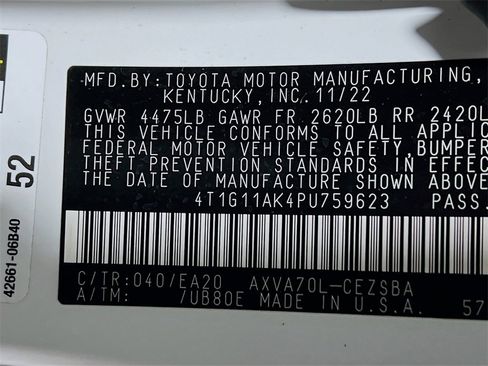 MFD.BY:TOYOTA MOTOR MANUFACTURING,
KENTUCKY,INC. 11/22
GVWR 4475LB GAWR FR 2620LB RR 2420L
THIS VEHICLE CONFORMS TO ALL APPLIC
FEDERAL MOTOR VEHICLE SAFETY,BUMPER
THEFT PREVENTION STANDARDS IN EFFEC
THE DATE OF MANUFACTURE SHOWN ABOVE
4T1G11AK4PU759623 PASS.
C/TR:040/EA20 AXVA70L-CEZSBA
A/TM: /UB80E MADE IN U.S.A. 57
52
42661-06B40